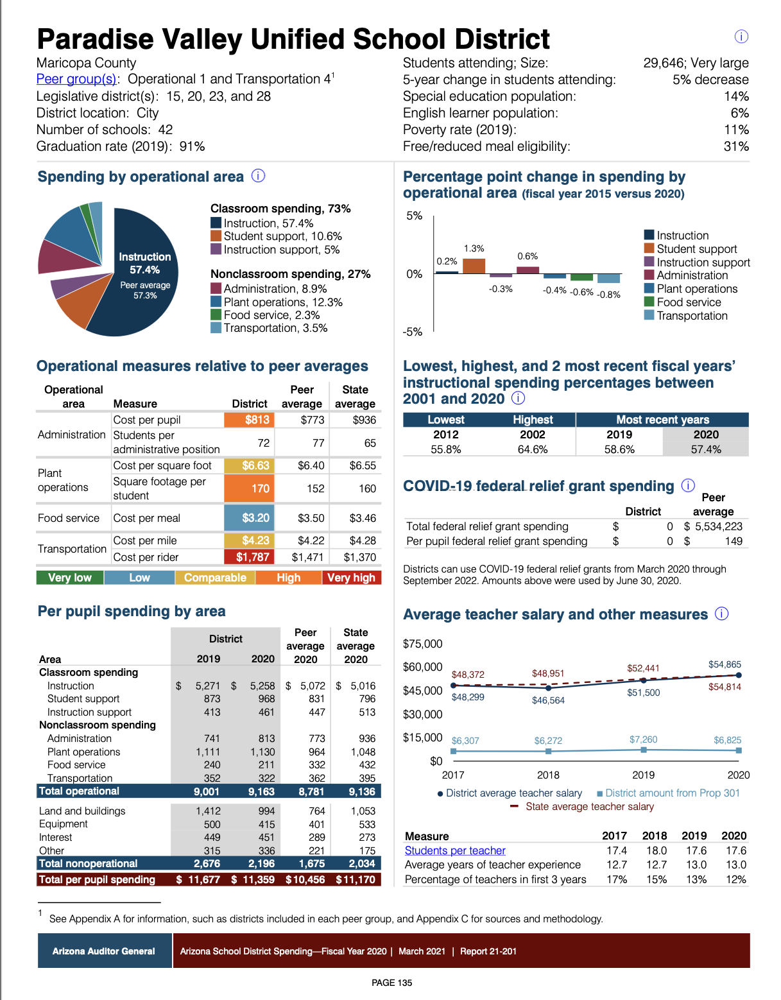 Paradise Valley Unified School District
Maricopa County
Peer group(s): Operational 1 and Transportation 4¹
Legislative district(s): 15, 20, 23, and 28
District location: City
Number of schools: 42
Graduation rate (2019): 91%
Students attending; Size: 29,646; Very large
5-year change in students attending: 5% decrease
Special education population: 14%
English learner population: 6%
Poverty rate (2019): 11%
Free/reduced meal eligibility: 31%
Spending by operational area ⓘ
Instruction
57.4%
Peer average
57.3%
Classroom spending, 73%
Instruction, 57.4%
Student support, 10.6%
Instruction support, 5%
Nonclassroom spending, 27%
Administration, 8.9%
Plant operations, 12.3%
Food service, 2.3%
Transportation, 3.5%
Percentage point change in spending by
operational area (fiscal year 2015 versus 2020)
5%
0%
-5%
0.2%
1.3%
-0.3%
0.6%
-0.4%
-0.6%
-0.8%
Instruction
Student support
Instruction support
Administration
Plant operations
Food service
Transportation
Operational measures relative to peer averages
Operational area Measure District Peer average State average
Administration
Cost per pupil $813 $773 $936
Students per administrative position 72 77 65
Plant operations
Cost per square foot $6.63 $6.40 $6.55
Square footage per student 170 152 160
Food service Cost per meal $3.20 $3.50 $3.46
Transportation
Cost per mile $4.23 $4.22 $4.28
Cost per rider $1,787 $1,471 $1,370
Very low Low Comparable High Very high
Lowest, highest, and 2 most recent fiscal years'
instructional spending percentages between
2001 and 2020 ⓘ
Lowest Highest Most recent years
2012 2002 2019 2020
55.8% 64.6% 58.6% 57.4%
COVID-19 federal relief grant spending ⓘ
District Peer average
Total federal relief grant spending $ 0 $ 5,534,223
Per pupil federal relief grant spending $ 0 $ 149
Districts can use COVID-19 federal relief grants from March 2020 through
September 2022. Amounts above were used by June 30, 2020.
Per pupil spending by area
District Peer average State average
Area 2019 2020 2020 2020
Classroom spending
Instruction $ 5,271 $ 5,258 $ 5,072 $ 5,016
Student support 873 968 831 796
Instruction support 413 461 447 513
Nonclassroom spending
Administration 741 813 773 936
Plant operations 1,111 1,130 964 1,048
Food service 240 211 332 432
Transportation 352 322 362 395
Total operational 9,001 9,163 8,781 9,136
Land and buildings 1,412 994 764 1,053
Equipment 500 415 401 533
Interest 449 451 289 273
Other 315 336 221 175
Total nonoperational 2,676 2,196 1,675 2,034
Total per pupil spending $ 11,677 $ 11,359 $10,456 $11,170
Average teacher salary and other measures ⓘ
$75,000
$60,000
$45,000
$30,000
$15,000
$0
$48,372 $48,951 $52,441 $54,865
$48,299 $46,564 $51,500 $54,814
$6,307 $6,272 $7,260 $6,825
2017 2018 2019 2020
District average teacher salary District amount from Prop 301
State average teacher salary
Measure 2017 2018 2019 2020
Students per teacher 17.4 18.0 17.6 17.6
Average years of teacher experience 12.7 12.7 13.0 13.0
Percentage of teachers in first 3 years 17% 15% 13% 12%
1 See Appendix A for information, such as districts included in each peer group, and Appendix C for sources and methodology.
Arizona Auditor General
Arizona School District Spending—Fiscal Year 2020 | March 2021 | Report 21-201
PAGE 135